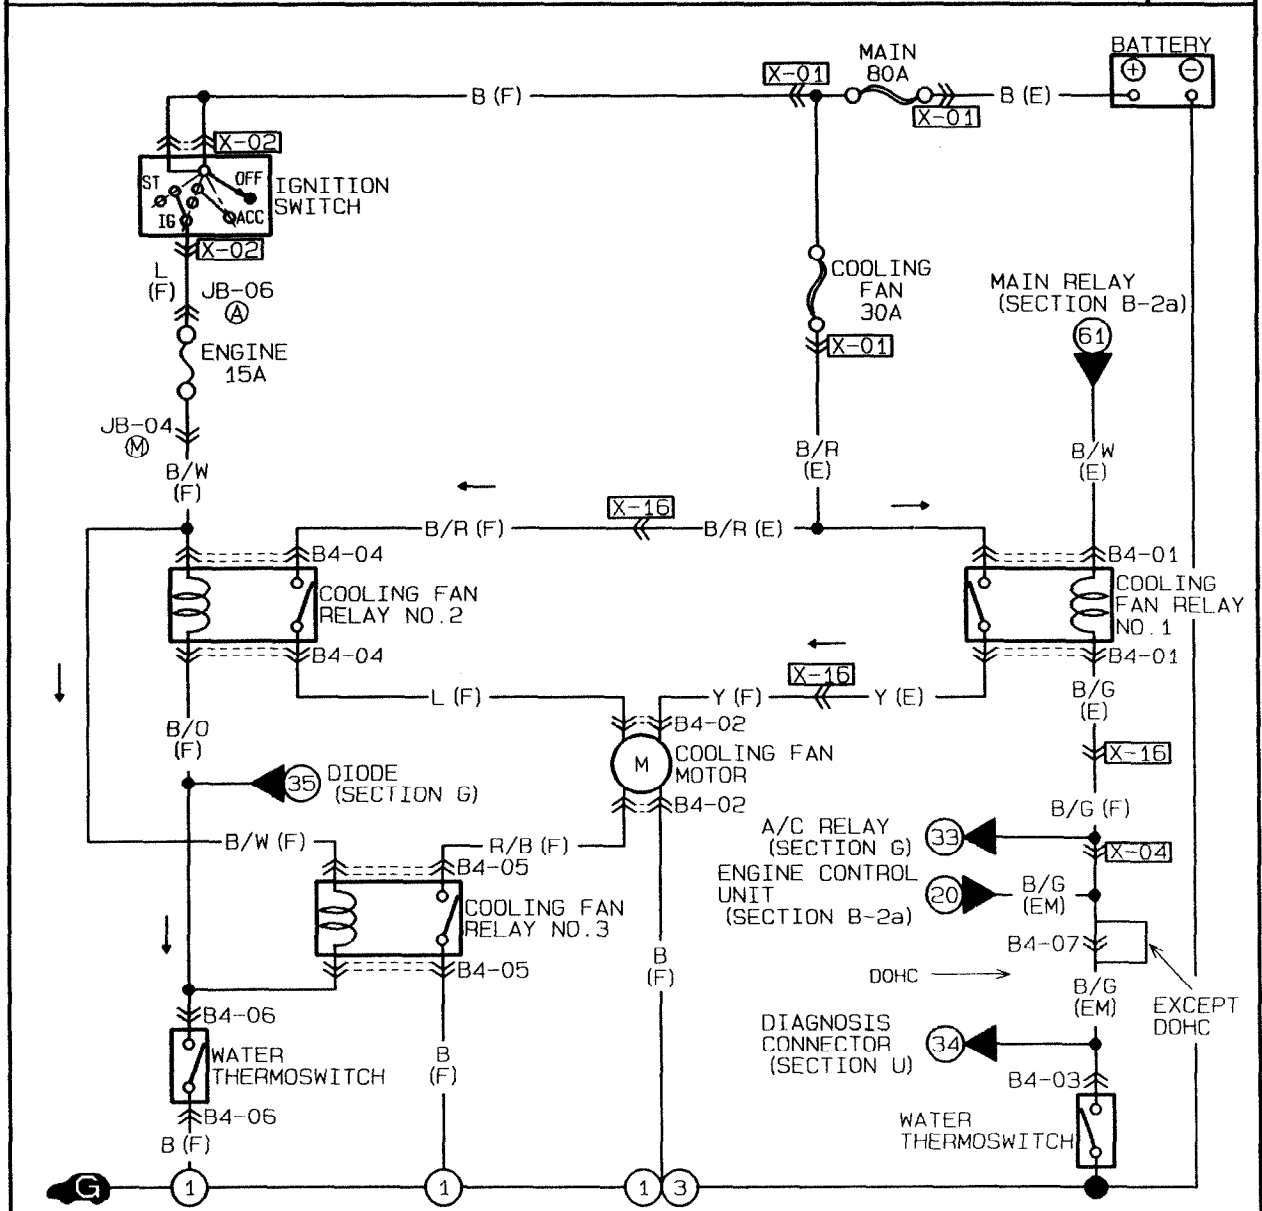 BATTERY
MAIN
80A
X-01
B (F)
B (E)
X-01
+
−
X-02
ST
OFF
IG
ACC
IGNITION
SWITCH
X-02
L
(F)
JB-06
A
ENGINE
15A
COOLING
FAN
30A
X-01
MAIN RELAY
(SECTION B-2a)
61
JB-04
M
B/W
(F)
B/R
(E)
B/W
(E)
X-16
B/R (F)
B/R (E)
B4-04
B4-01
COOLING FAN
RELAY NO.2
COOLING
FAN RELAY
NO.1
B4-04
B4-01
X-16
L (F)
Y (F)
Y (E)
B/G
(E)
B/O
(F)
B4-02
M
COOLING FAN
MOTOR
X-16
35
DIODE
(SECTION G)
B4-02
B/G (F)
B/W (F)
R/B (F)
A/C RELAY
(SECTION G)
33
X-04
B4-05
ENGINE CONTROL
UNIT
(SECTION B-2a)
20
B/G
(EM)
COOLING FAN
RELAY NO.3
B4-07
B4-05
B
(F)
DOHC
B/G
(EM)
EXCEPT
DOHC
B4-06
DIAGNOSIS
CONNECTOR
(SECTION U)
34
WATER
THERMOSWITCH
B
(F)
B4-03
B4-06
WATER
THERMOSWITCH
B (F)
G
1
1
1
3